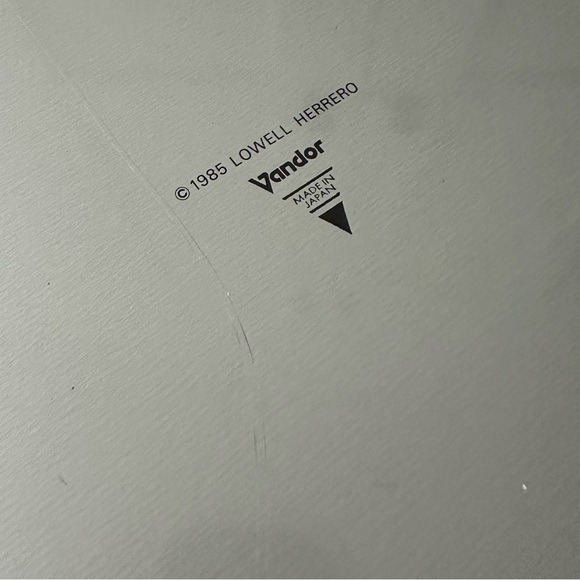 © 1985 LOWELL HERRERO
Vandor
MADE IN
JAPAN